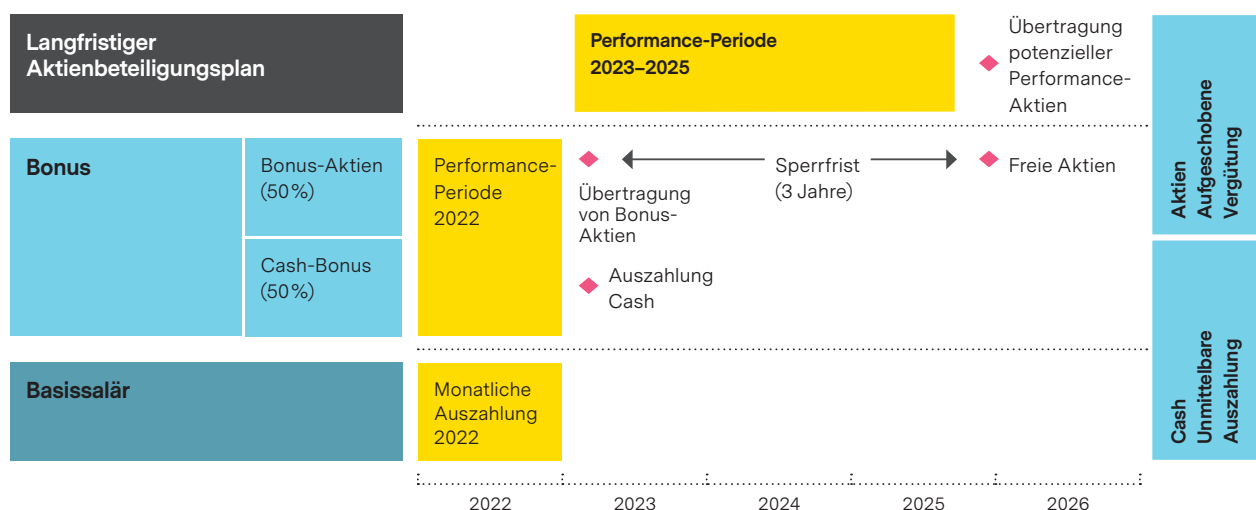 Langfristiger
Aktienbeteiligungsplan
Performance-Periode
2023–2025
Übertragung
potenzieller
Performance-
Aktien
Bonus
Bonus-Aktien
(50%)
Cash-Bonus
(50%)
Performance-
Periode
2022
Übertragung
von Bonus-
Aktien
Sperrfrist
(3 Jahre)
Freie Aktien
Auszahlung
Cash
Basissalär
Monatliche
Auszahlung
2022
Aktien
Aufgeschobene
Vergütung
Cash
Unmittelbare
Auszahlung
2022
2023
2024
2025
2026